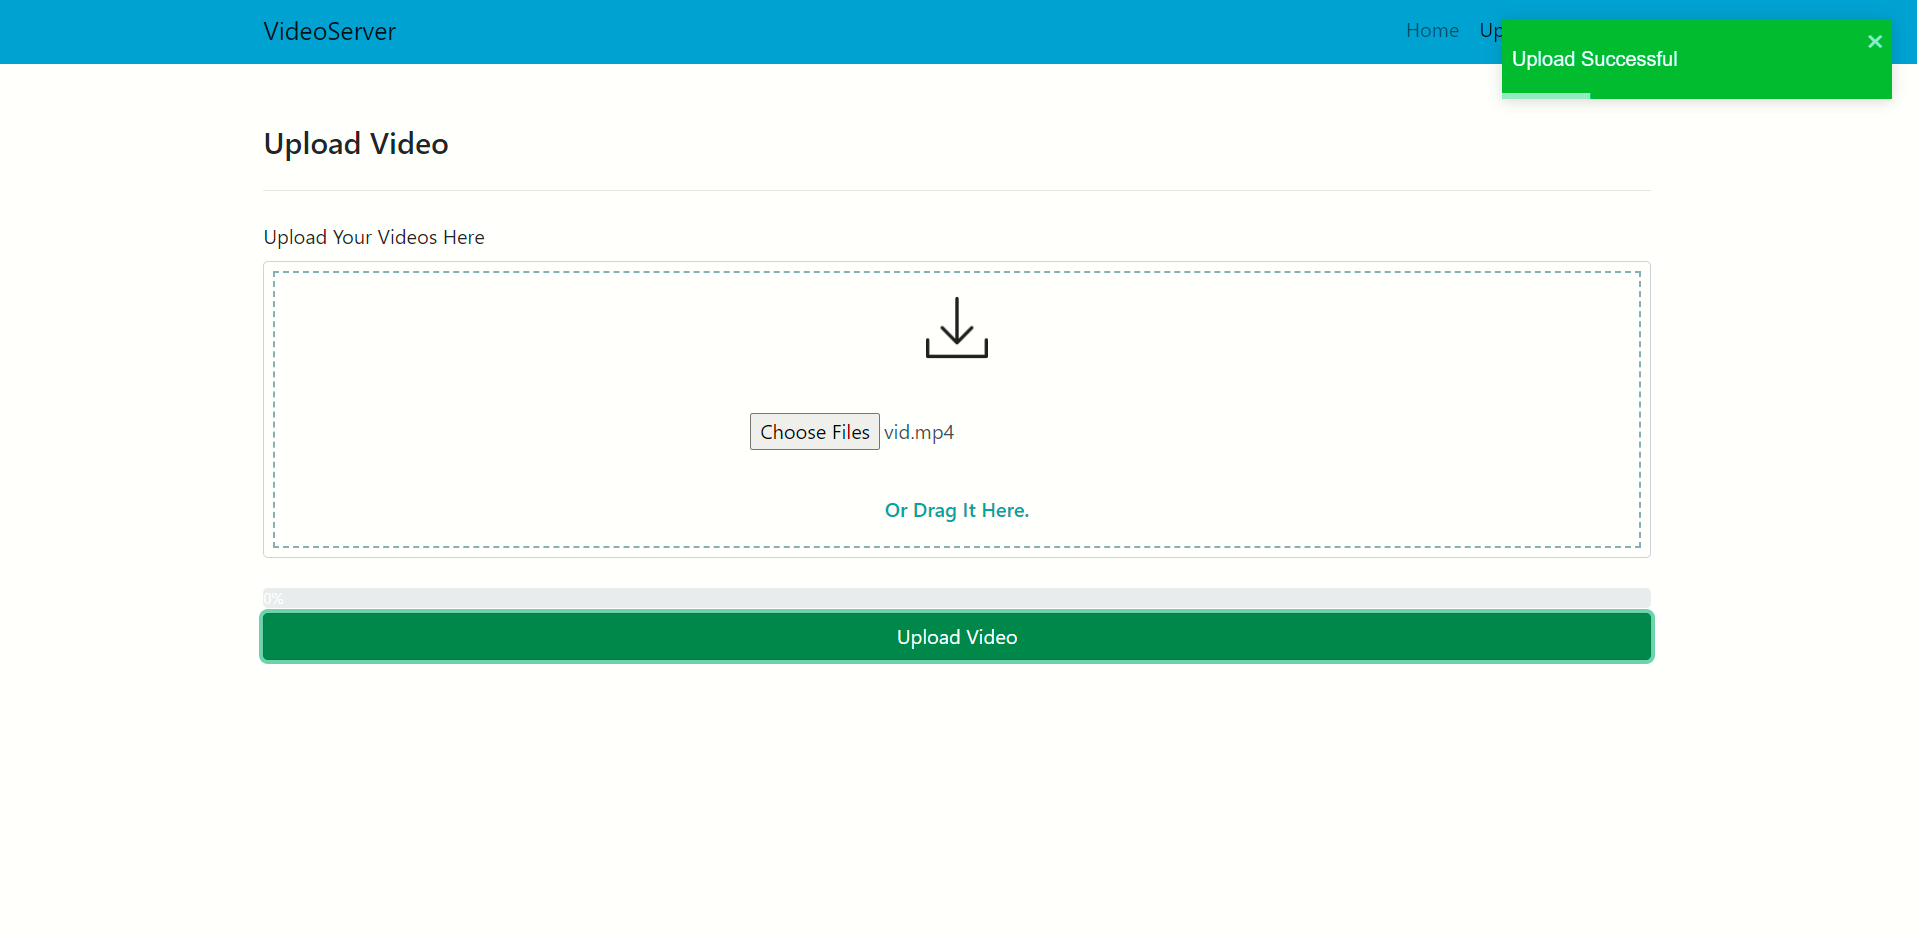 VideoServer
Home Up
Upload Successful
Upload Video
Upload Your Videos Here
Choose Files vid.mp4
Or Drag It Here.
0%
Upload Video